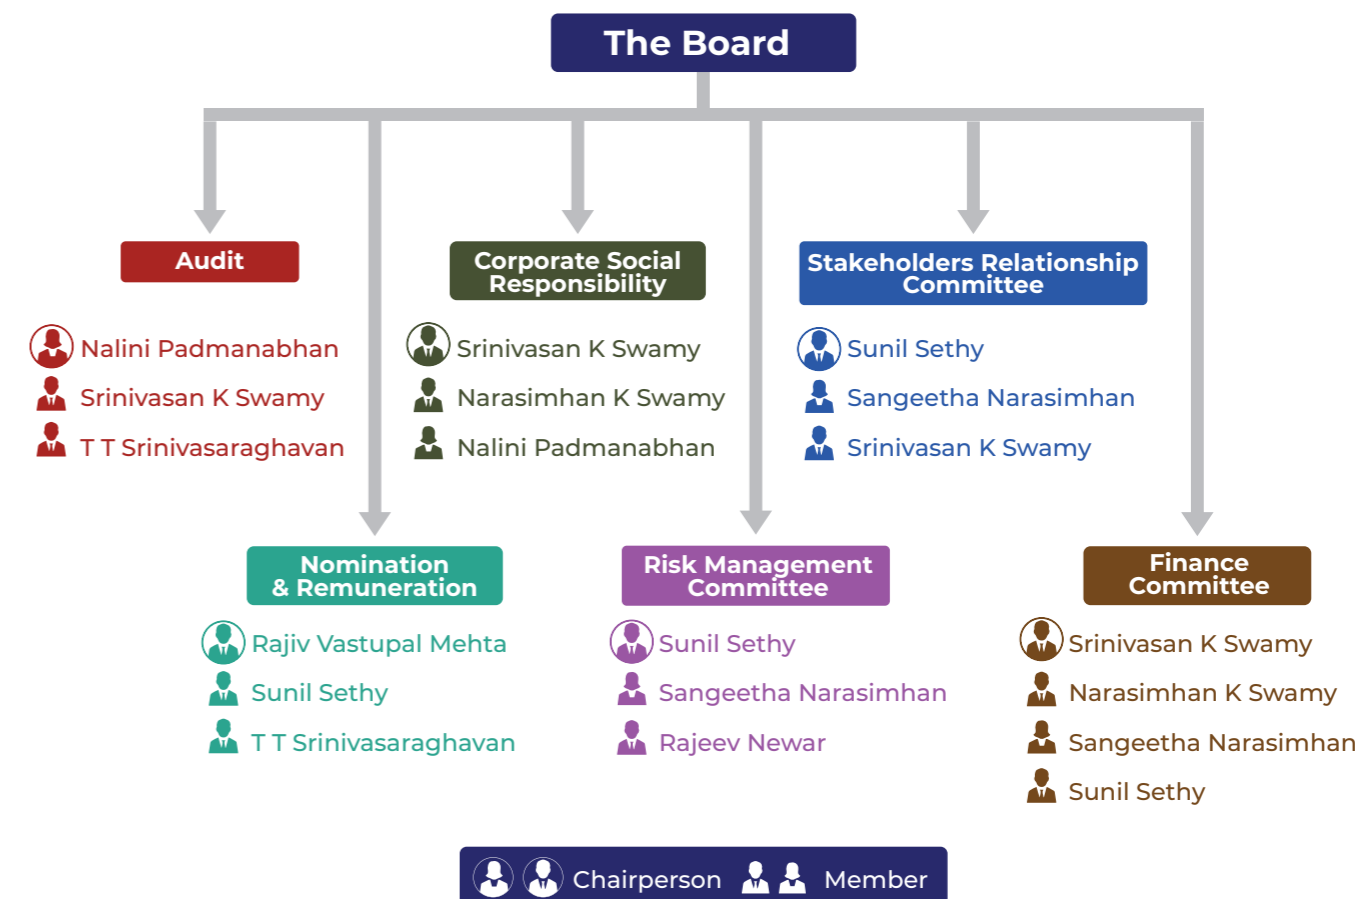 The Board
Audit
Nalini Padmanabhan
Srinivasan K Swamy
T T Srinivasaraghavan
Corporate Social
Responsibility
Srinivasan K Swamy
Narasimhan K Swamy
Nalini Padmanabhan
Stakeholders Relationship
Committee
Sunil Sethy
Sangeetha Narasimhan
Srinivasan K Swamy
Nomination
& Remuneration
Rajiv Vastupal Mehta
Sunil Sethy
T T Srinivasaraghavan
Risk Management
Committee
Sunil Sethy
Sangeetha Narasimhan
Rajeev Newar
Finance
Committee
Srinivasan K Swamy
Narasimhan K Swamy
Sangeetha Narasimhan
Sunil Sethy
Chairperson Member